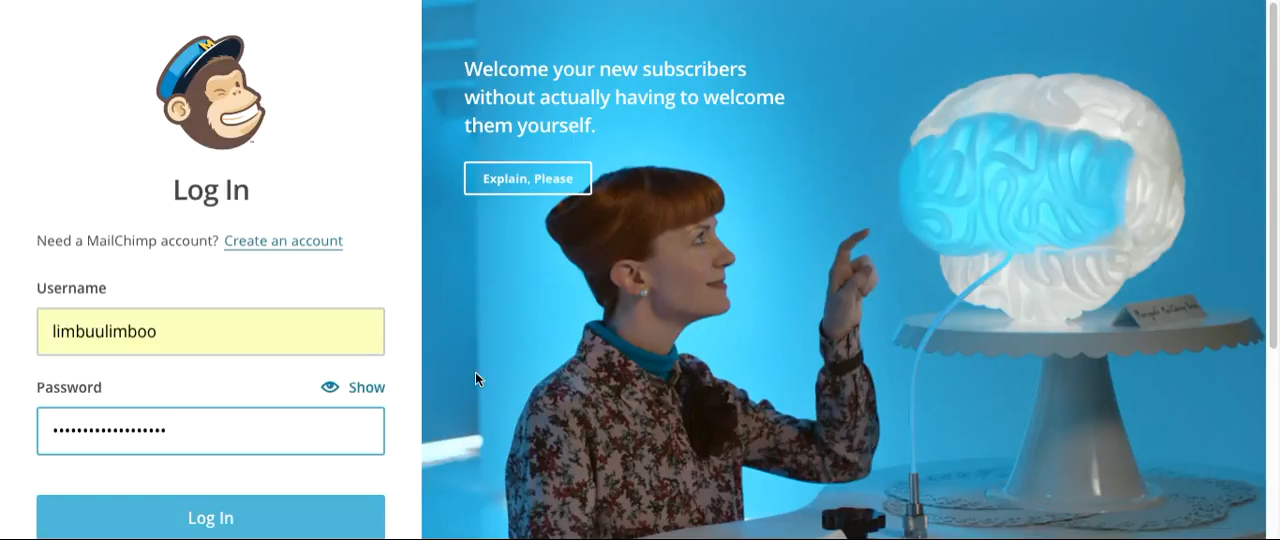 Log In
Need a MailChimp account? Create an account
Username
limbuulimboo
Password
Show
•••••••••••••••••••
Log In
Welcome your new subscribers
without actually having to welcome
them yourself.
Explain, Please